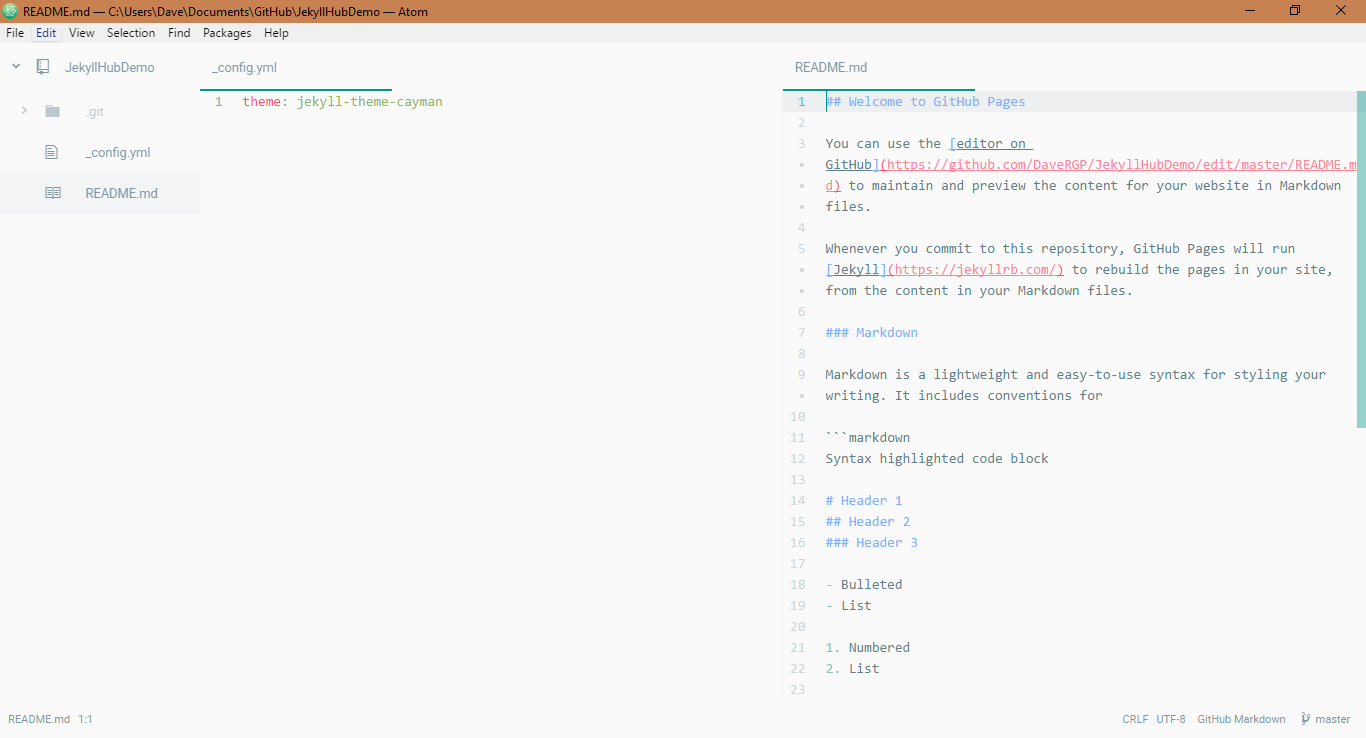 README.md — C:\Users\Dave\Documents\GitHub\JekyllHubDemo — Atom
File Edit View Selection Find Packages Help
JekyllHubDemo
.git
_config.yml
README.md
_config.yml
1 theme: jekyll-theme-cayman
README.md
1 ## Welcome to GitHub Pages
2
3 You can use the [editor on
• GitHub](https://github.com/DaveRGP/JekyllHubDemo/edit/master/README.m
• d) to maintain and preview the content for your website in Markdown
• files.
4
5 Whenever you commit to this repository, GitHub Pages will run
• [Jekyll](https://jekyllrb.com/) to rebuild the pages in your site,
• from the content in your Markdown files.
6
7 ### Markdown
8
9 Markdown is a lightweight and easy-to-use syntax for styling your
• writing. It includes conventions for
10
11 ```markdown
12 Syntax highlighted code block
13
14 # Header 1
15 ## Header 2
16 ### Header 3
17
18 - Bulleted
19 - List
20
21 1. Numbered
22 2. List
23
README.md 1:1
CRLF UTF-8 GitHub Markdown master